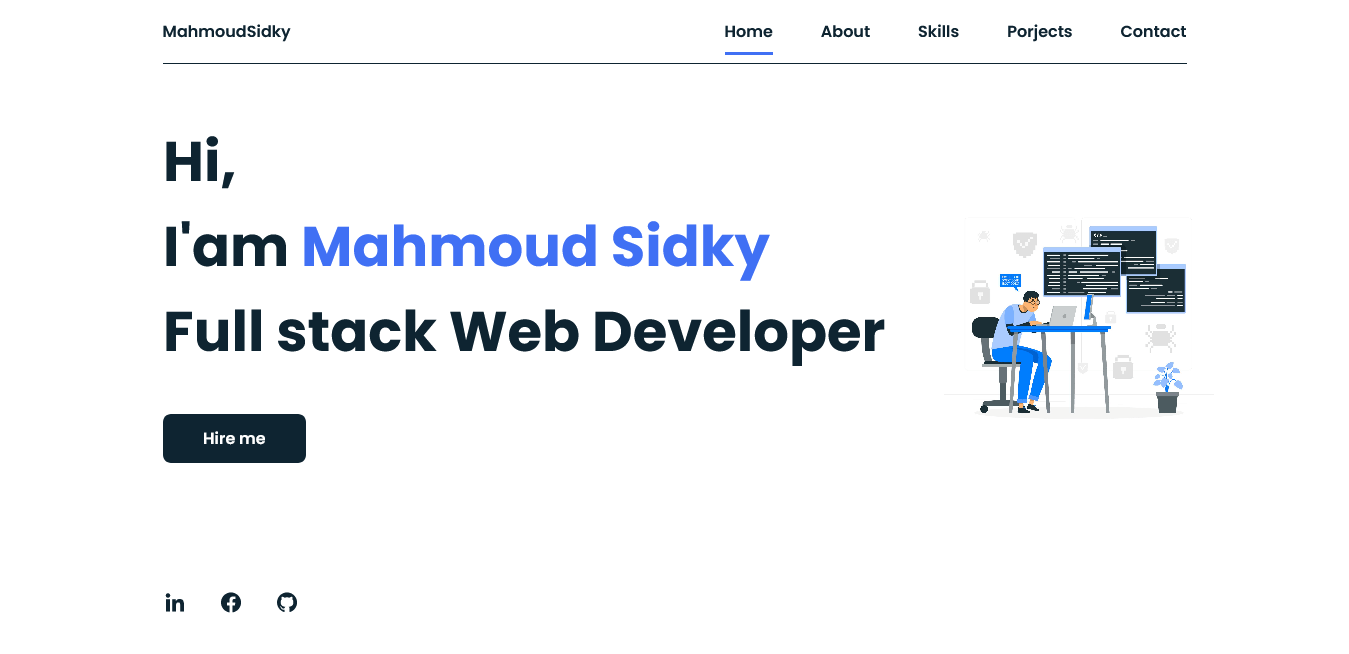 MahmoudSidky
Home About Skills Porjects Contact
Hi,
I'am Mahmoud Sidky
Full stack Web Developer
Hire me